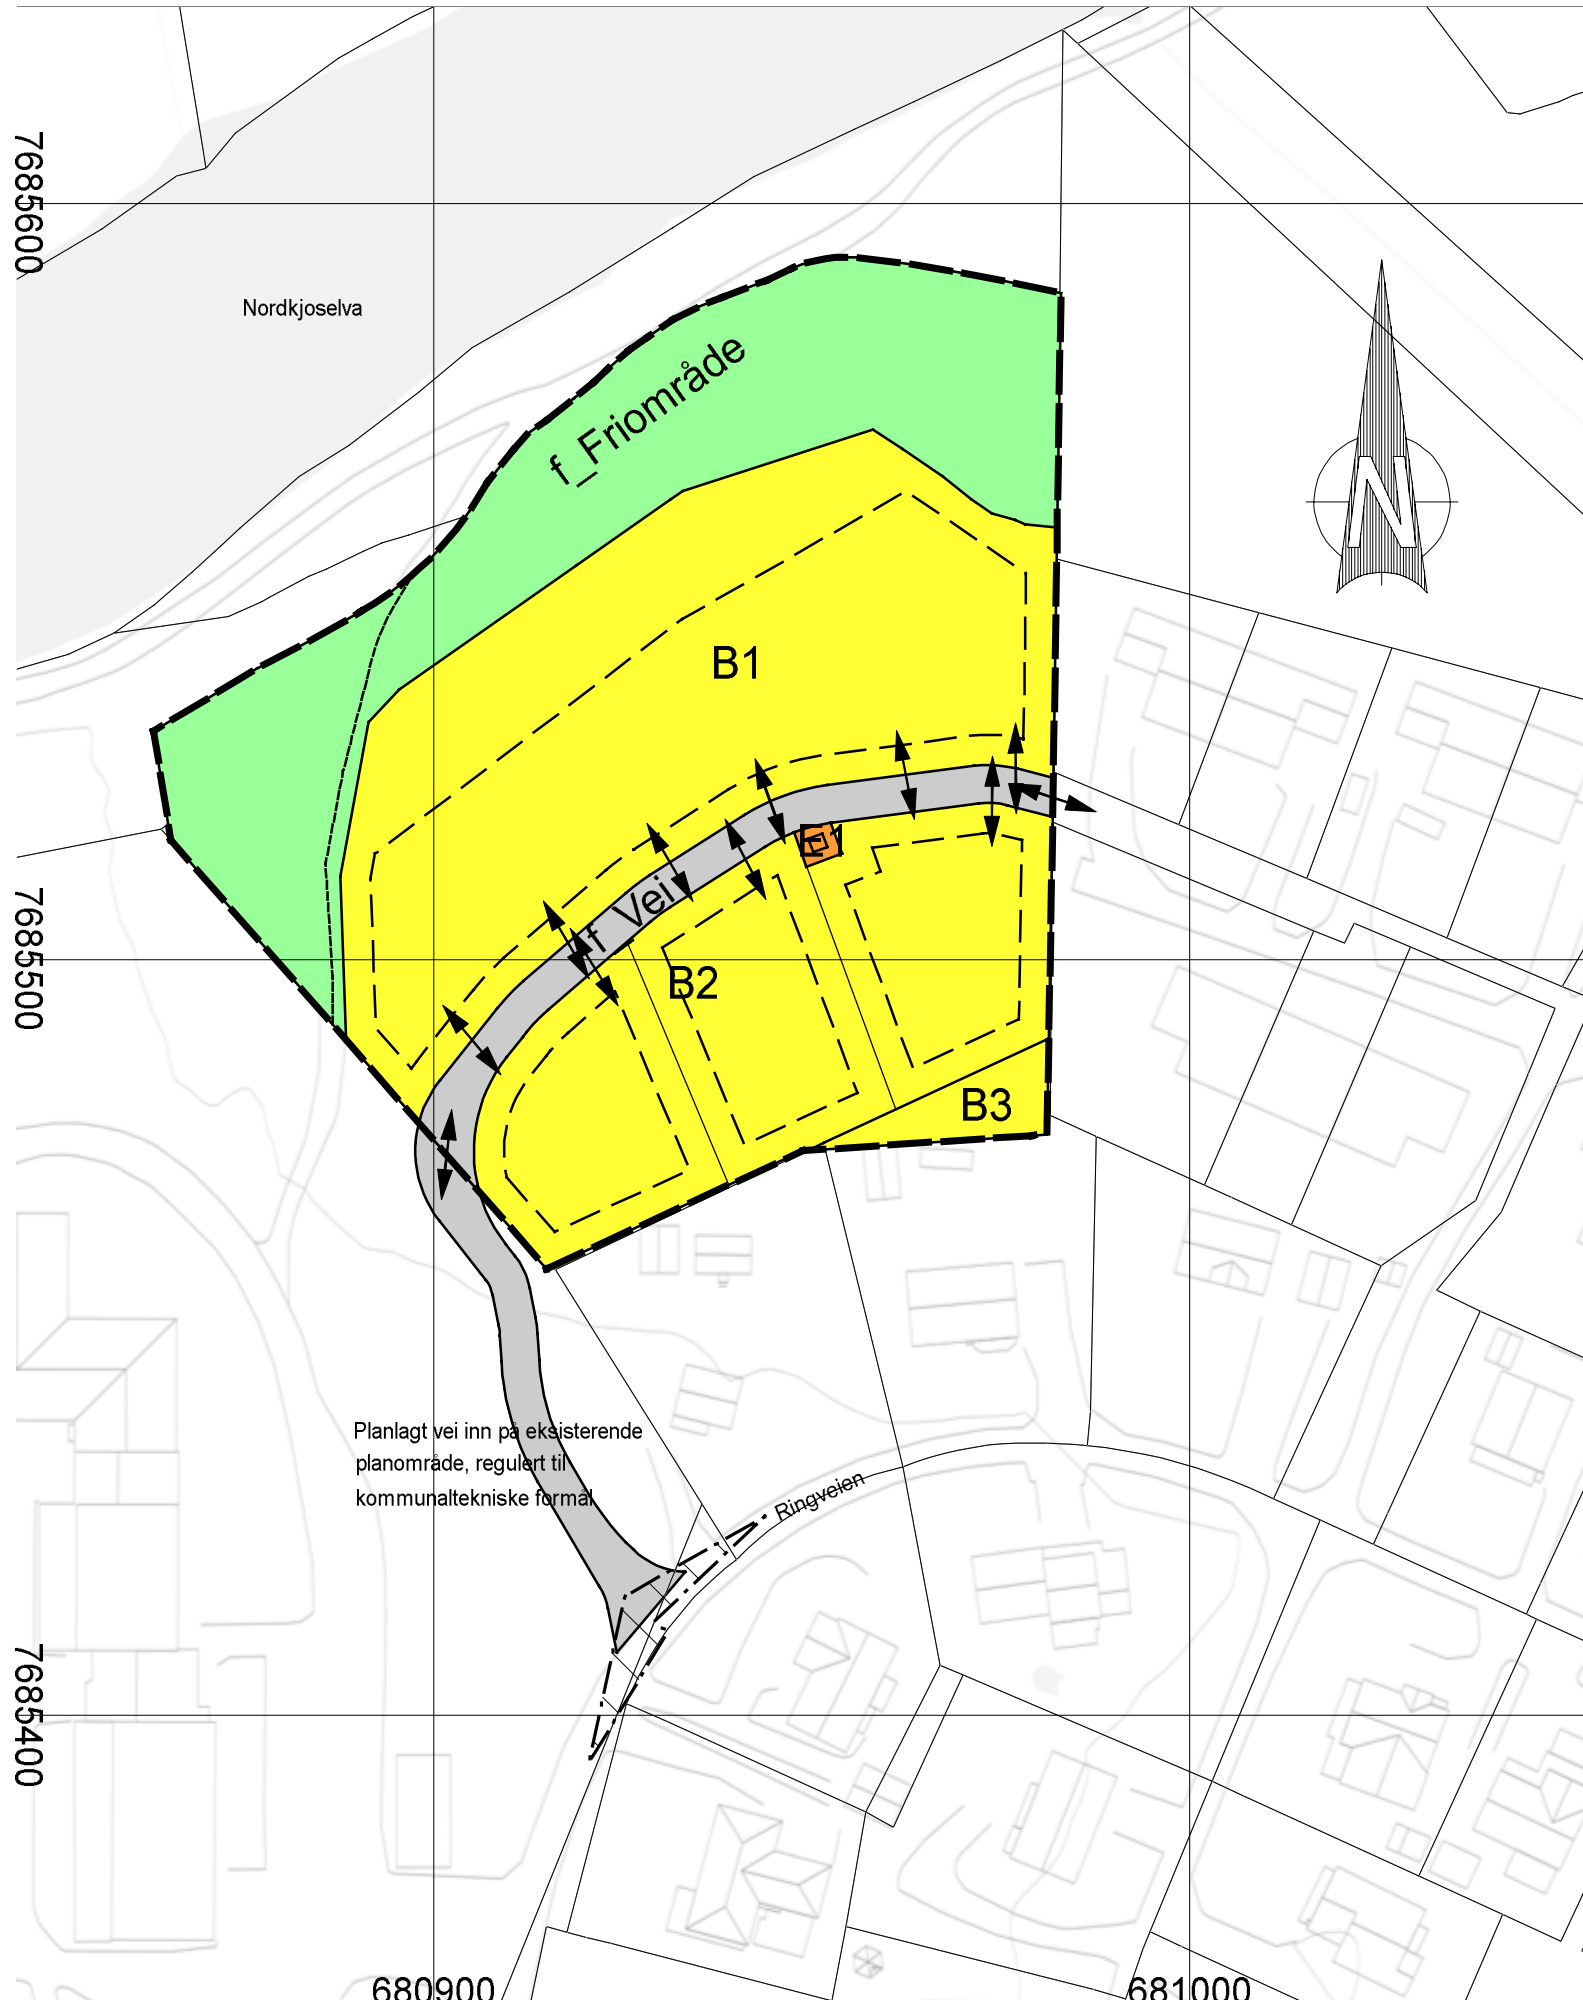 7685600
Nordkjoselva
f_Friområde
N
B1
E1
f_Vei
7685500
B2
B3
Planlagt vei inn på eksisterende
planområde, regulert til
kommunaltekniske formål
Ringveien
7685400
680900
681000